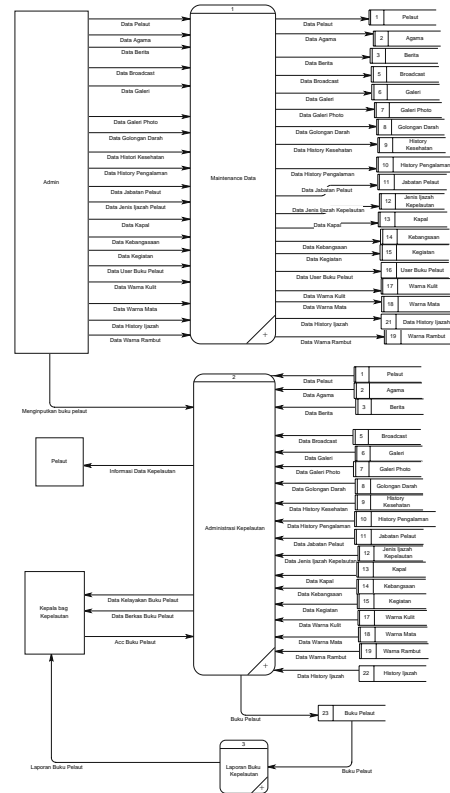 1
Admin
Maintenance Data
+
Data Pelaut
Data Agama
Data Berita
Data Broadcast
Data Galeri
Data Galeri Photo
Data Golongan Darah
Data Histori Kesehatan
Data History Pengalaman
Data Jabatan Pelaut
Data Jenis Ijazah Pelaut
Data Kapal
Data Kebangasaan
Data Kegiatan
Data User Buku Pelaut
Data Warna Kulit
Data Warna Mata
Data History Ijazah
Data Warna Rambut
Data Pelaut
Data Agama
Data Berita
Data Broadcast
Data Galeri
Data Galeri Photo
Data Golongan Darah
Data History Kesehatan
Data History Pengalaman
Data Jabatan Pelaut
Data Jenis Ijazah Kepelautan
Data Kapal
Data Kebangsaan
Data Kegiatan
Data User Buku Pelaut
Data Warna Kulit
Data Warna Mata
Data History Ijazah
Data Warna Rambut
1 Pelaut
2 Agama
3 Berita
5 Broadcast
6 Galeri
7 Galeri Photo
8 Golongan Darah
9 History
Kesehatan
10 History Pengalaman
11 Jabatan Pelaut
12 Jenis Ijazah
Kepelautan
13 Kapal
14 Kebangsaan
15 Kegiatan
16 User Buku Pelaut
17 Warna Kulit
18 Warna Mata
21 Data History Ijazah
19 Warna Rambut
Menginputkan buku pelaut
2
Administrasi Kepelautan
+
Pelaut
Informasi Data Kepelautan
Kepala bag
Kepelautan
Data Kelayakan Buku Pelaut
Data Berkas Buku Pelaut
Acc Buku Pelaut
Data Pelaut
Data Agama
Data Berita
Data Broadcast
Data Galeri
Data Galeri Photo
Data Golongan Darah
Data History Kesehatan
Data History Pengalaman
Data Jabatan Pelaut
Data Jenis Ijazah Kepelautan
Data Kapal
Data Kebangsaan
Data Kegiatan
Data Warna Kulit
Data Warna Mata
Data Warna Rambut
Data History Ijazah
1 Pelaut
2 Agama
3 Berita
5 Broadcast
6 Galeri
7 Galeri Photo
8 Golongan Darah
9 History
Kesehatan
10 History Pengalaman
11 Jabatan Pelaut
12 Jenis Ijazah
Kepelautan
13 Kapal
14 Kebangsaan
15 Kegiatan
17 Warna Kulit
18 Warna Mata
19 Warna Rambut
22 History Ijazah
Buku Pelaut
23 Buku Pelaut
3
Laporan Buku
Kepelautan
+
Laporan Buku Pelaut
Buku Pelaut